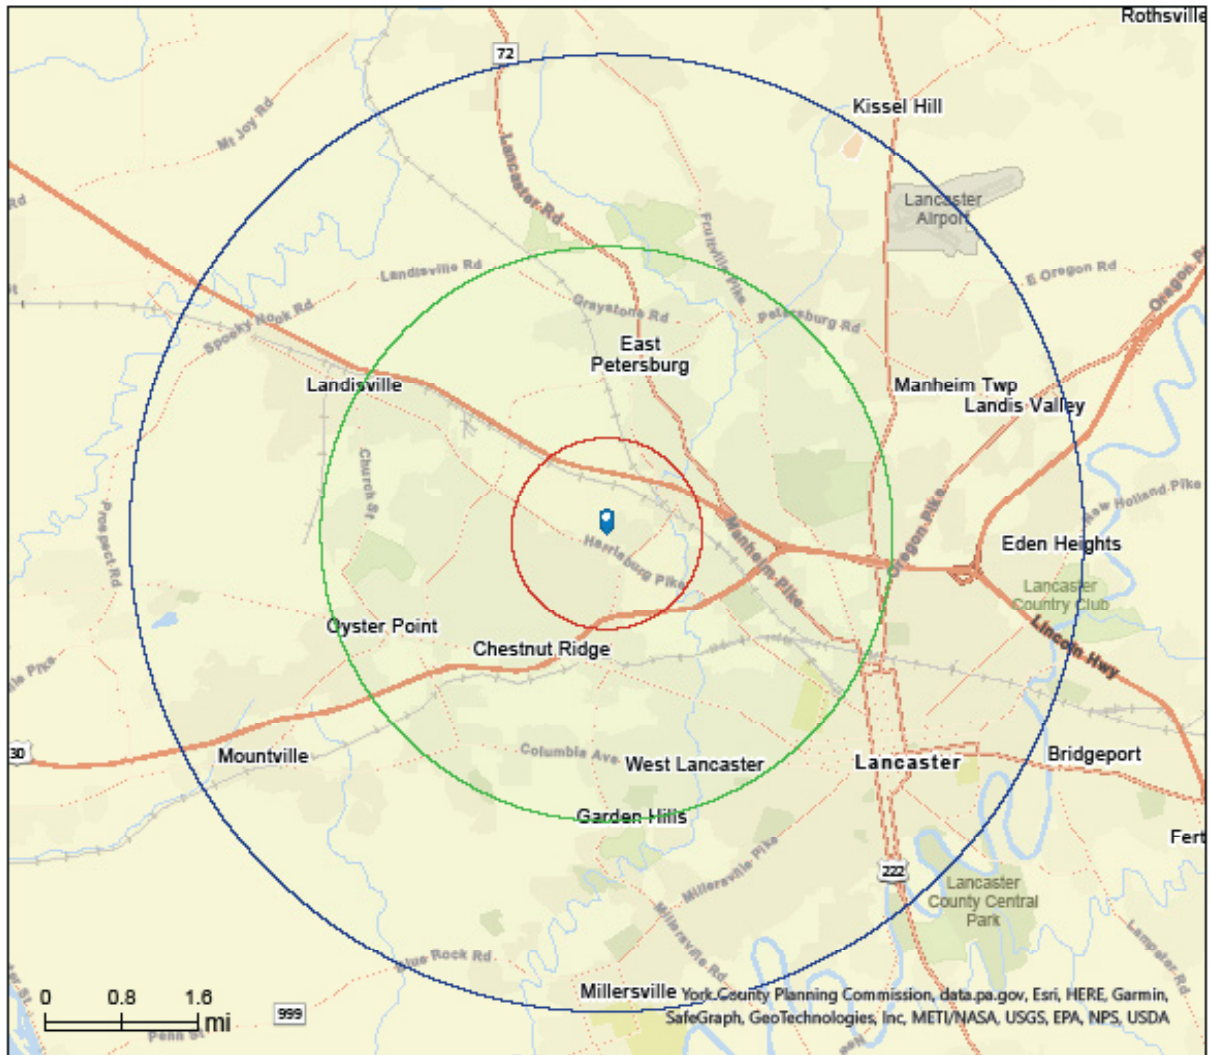 Rothsville
72
Kissel Hill
Mt Joy Rd
Lancaster Rd
Rd
Lancaster
Airport
Fruitville Pike
Landisville Rd
E Oregon Rd
Oregon P
Spooky Nook Rd
Graystone Rd
Petersburg Rd
East
Petersburg
Landisville
Manheim Twp
Landis Valley
Church St
Prospect Rd
New Holland Pike
Oregon Pike
Manheim Pike
Harrisburg Pike
Eden Heights
Lancaster
Country Club
Oyster Point
Lincoln Hwy
Chestnut Ridge
Pike
30
Mountville
Columbia Ave
West Lancaster
Lancaster
Bridgeport
Garden Hills
Fert
Millersville Pike
222
Lancaster
County Central
Park
Millersville Rd
Lampeter Rd
Blue Rock Rd
Millersville
York County Planning Commission, data.pa.gov, Esri, HERE, Garmin,
SafeGraph, GeoTechnologies, Inc, METI/NASA, USGS, EPA, NPS, USDA
0 0.8 1.6
mi
999
Penn St